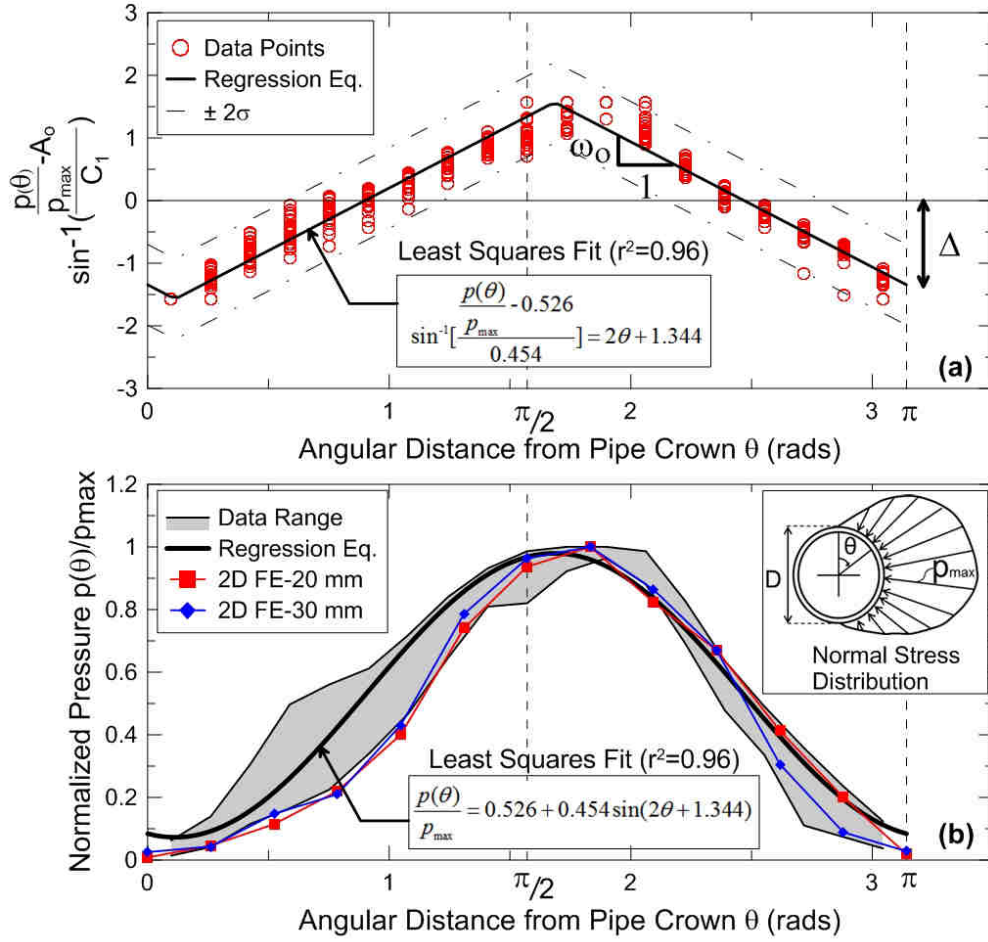 3
2
1
0
-1
-2
-3
sin⁻¹(
p(θ)
pmax
-Ao
C1
)
Data Points
Regression Eq.
± 2σ
ωo
1
Δ
Least Squares Fit (r²=0.96)
sin⁻¹[
p(θ)
pmax
-0.526
0.454
]=2θ+1.344
(a)
0 1 π/2 2 3 π
Angular Distance from Pipe Crown θ (rads)
1.2
1
0.8
0.6
0.4
0.2
0
Normalized Pressure p(θ)/pmax
Data Range
Regression Eq.
2D FE-20 mm
2D FE-30 mm
D
θ
pmax
Normal Stress
Distribution
Least Squares Fit (r²=0.96)
p(θ)
pmax
=0.526+0.454sin(2θ+1.344)
(b)
0 1 π/2 2 3 π
Angular Distance from Pipe Crown θ (rads)